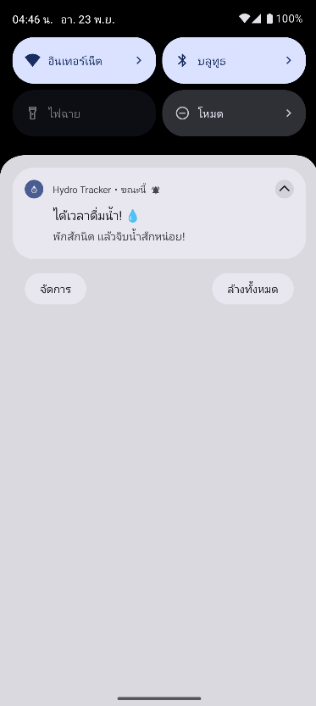 04:46 น. อา. 23 พ.ย. 100%
อินเทอร์เน็ต บลูทูธ
ไฟฉาย โหมด
Hydro Tracker • ขณะนี้
ได้เวลาดื่มน้ำ! 💧
พักสักนิด แล้วจิบน้ำสักหน่อย!
จัดการ ล้างทั้งหมด